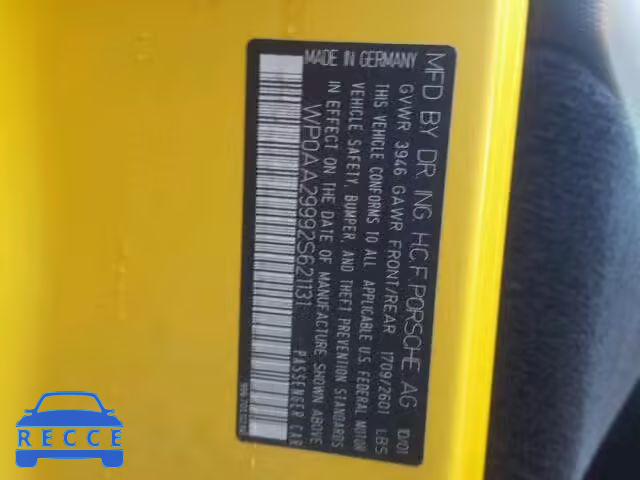 MFD BY DR. ING. H.C.F. PORSCHE AG 10/01
GVWR 3946 GAWR FRONT/REAR 1709/2601 LBS
THIS VEHICLE CONFORMS TO ALL APPLICABLE U.S. FEDERAL MOTOR
VEHICLE SAFETY, BUMPER, AND THEFT PREVENTION STANDARDS
IN EFFECT ON THE DATE OF MANUFACTURE SHOWN ABOVE
MADE IN GERMANY
WP0AA29992S621131
PASSENGER CAR
RECCE